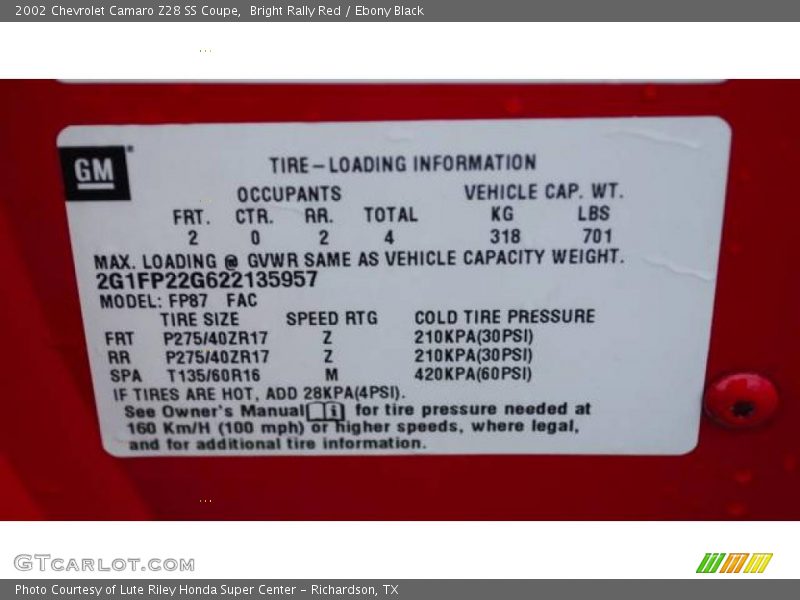 2002 Chevrolet Camaro Z28 SS Coupe, Bright Rally Red / Ebony Black
GM
TIRE-LOADING INFORMATION
OCCUPANTS VEHICLE CAP. WT.
FRT. CTR. RR. TOTAL KG LBS
2 0 2 4 318 701
MAX. LOADING @ GVWR SAME AS VEHICLE CAPACITY WEIGHT.
2G1FP22G622135957
MODEL: FP87 FAC
TIRE SIZE SPEED RTG COLD TIRE PRESSURE
FRT P275/40ZR17 Z 210KPA(30PSI)
RR P275/40ZR17 Z 210KPA(30PSI)
SPA T135/60R16 M 420KPA(60PSI)
IF TIRES ARE HOT, ADD 28KPA(4PSI).
See Owner's Manual for tire pressure needed at
160 Km/H (100 mph) or higher speeds, where legal,
and for additional tire information.
GTCARLOT.COM
Photo Courtesy of Lute Riley Honda Super Center - Richardson, TX